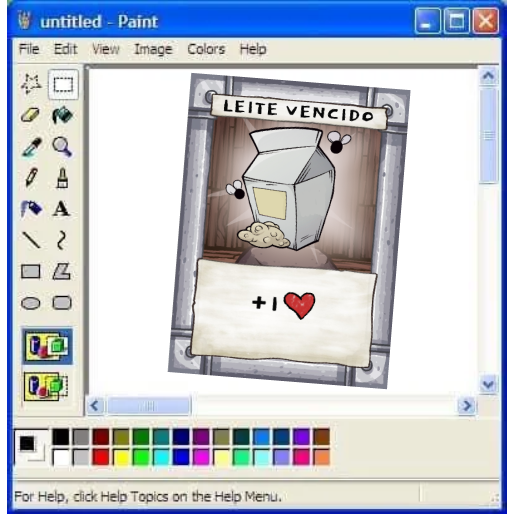 untitled - Paint
File Edit View Image Colors Help
LEITE VENCIDO
A
+1
For Help, click Help Topics on the Help Menu.